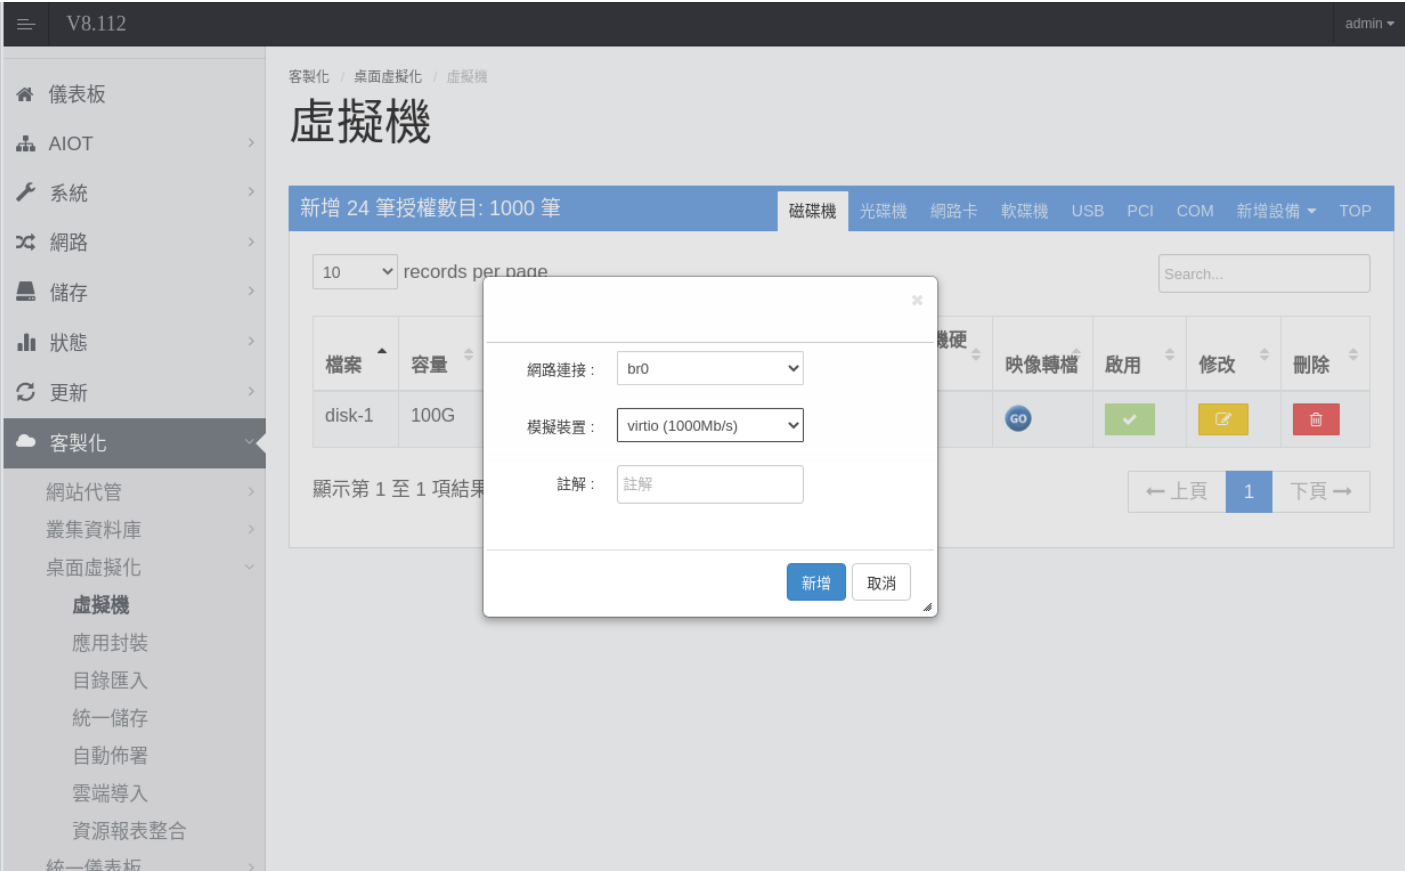 V8.112
admin
儀表板
AIOT
系統
網路
儲存
狀態
更新
客製化
網站代管
叢集資料庫
桌面虛擬化
虛擬機
應用封裝
目錄匯入
統一儲存
自動佈署
雲端導入
資源報表整合
統一儀表板
客製化 / 桌面虛擬化 / 虛擬機
虛擬機
新增 24 筆授權數目: 1000 筆
磁碟機 光碟機 網路卡 軟碟機 USB PCI COM 新增設備 TOP
10 records per page
Search...
檔案 容量 機硬 映像轉檔 啟用 修改 刪除
disk-1 100G GO
顯示第 1 至 1 項結果
上頁 1 下頁
×
網路連接 : br0
模擬裝置 : virtio (1000Mb/s)
註解 : 註解
新增 取消